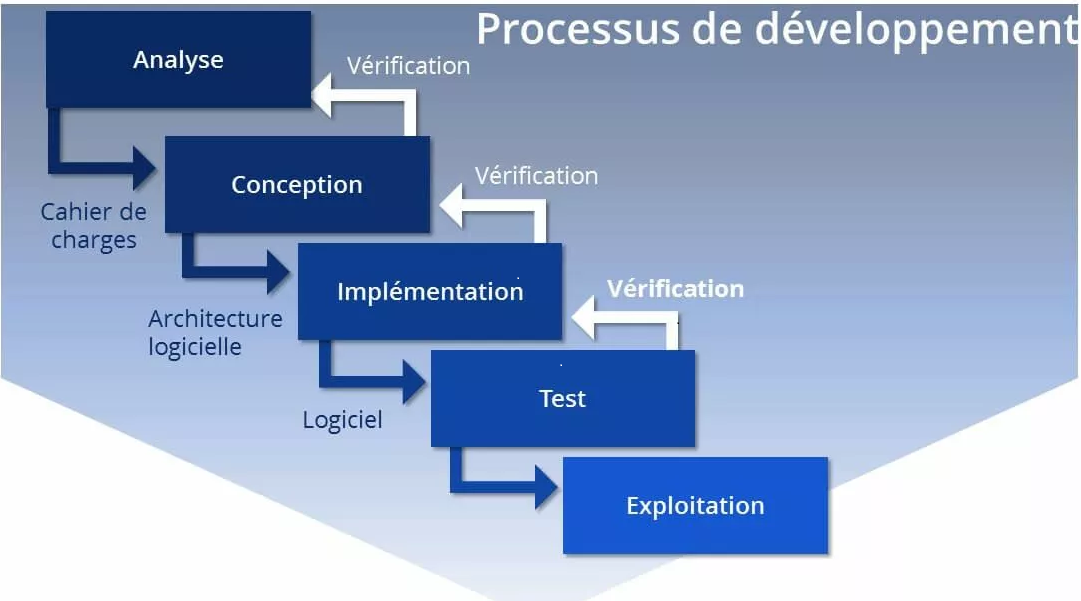 Processus de développement
Analyse
Vérification
Conception
Vérification
Cahier de
charges
Implémentation
Vérification
Architecture
logicielle
Test
Logiciel
Exploitation